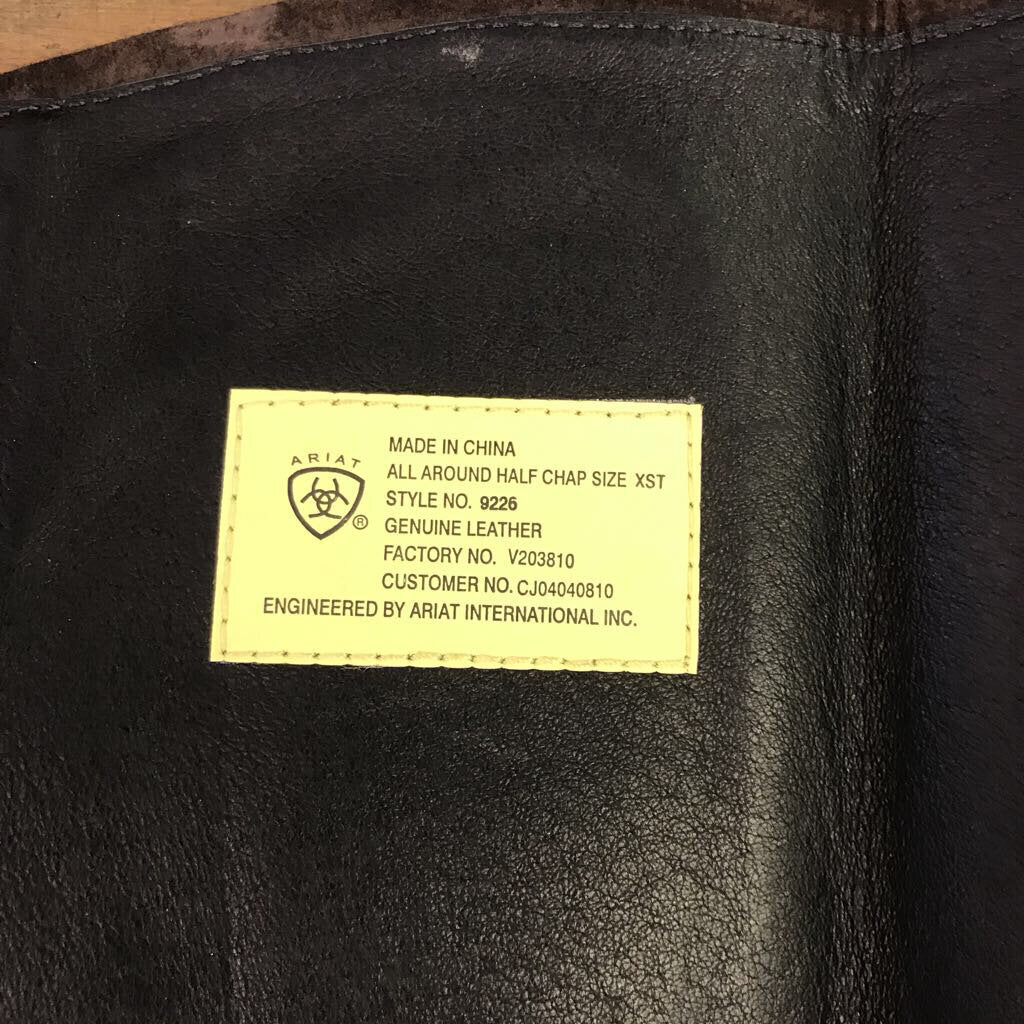 ARIAT
®
MADE IN CHINA
ALL AROUND HALF CHAP SIZE XST
STYLE NO. 9226
GENUINE LEATHER
FACTORY NO. V203810
CUSTOMER NO. CJ04040810
ENGINEERED BY ARIAT INTERNATIONAL INC.